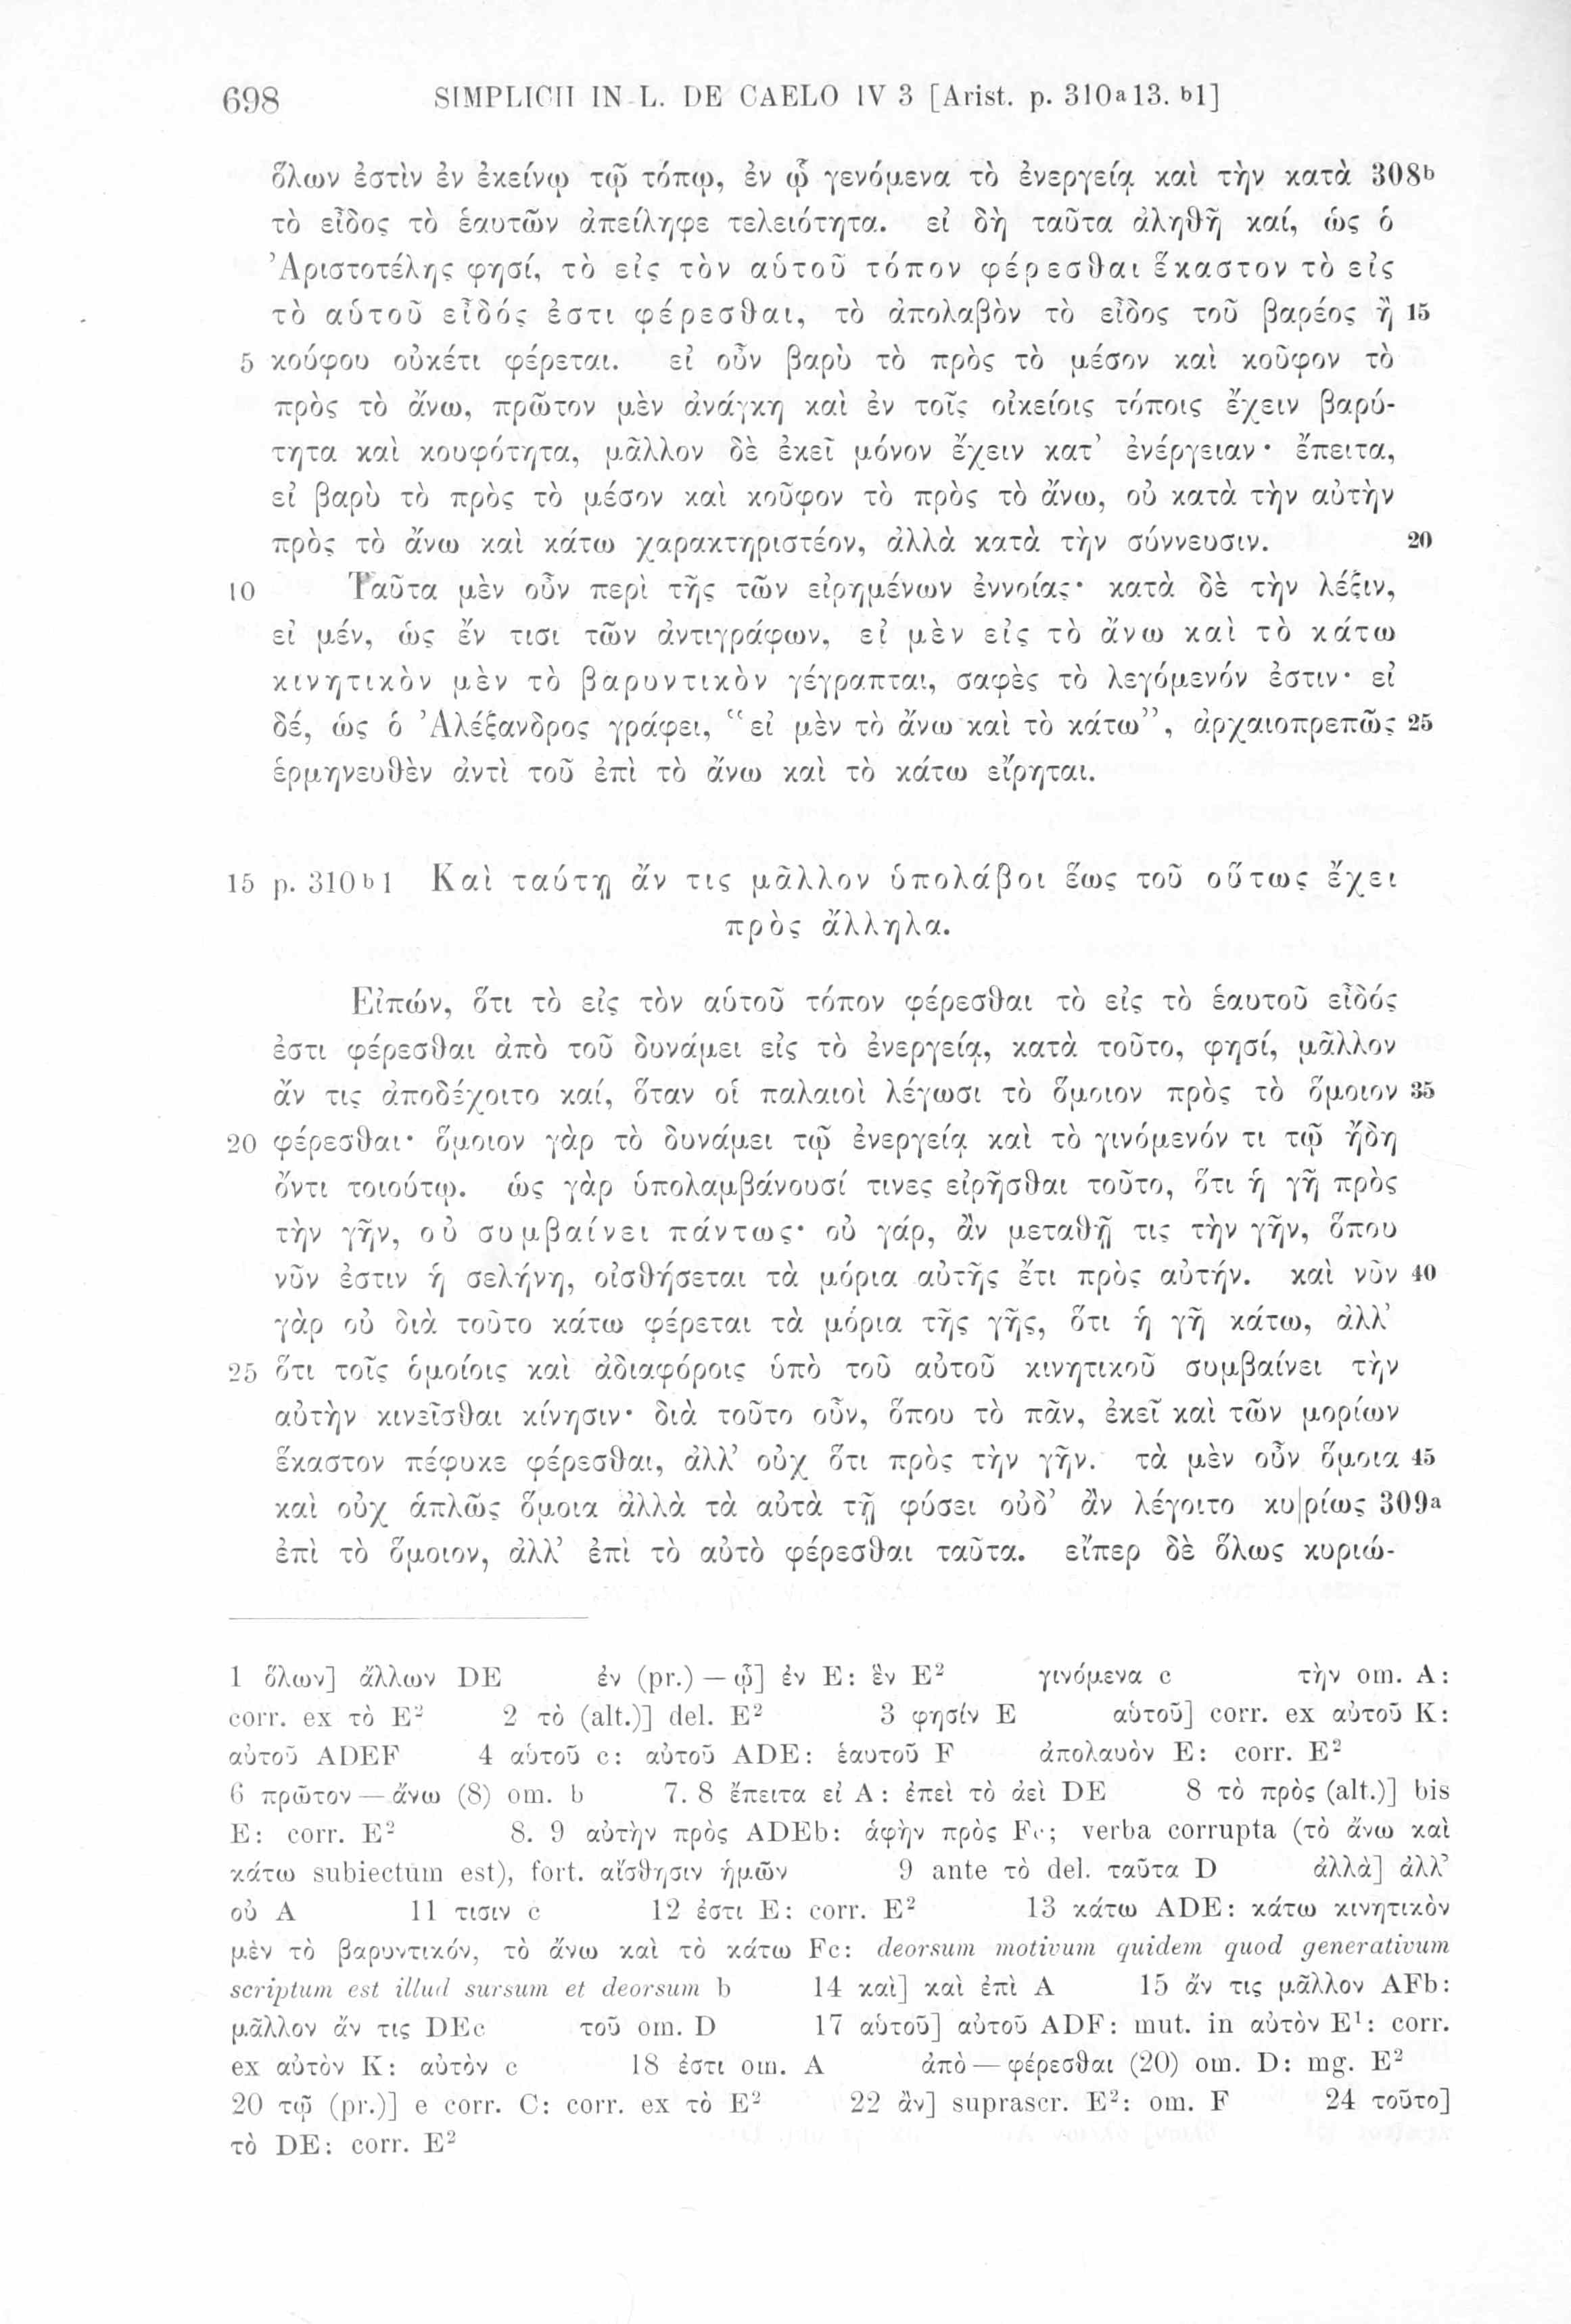 698 SIMPLICII IN L. DE CAELO IV 3 [Arist. p. 310a13. b1]
ὅλων ἐστὶν ἐν ἐκείνῳ τῷ τόπῳ, ἐν ᾧ γενόμενα τὸ ἐνεργείᾳ καὶ τὴν κατὰ 308b
τὸ εἶδος τὸ ἑαυτῶν ἀπείληφε τελειότητα. εἰ δὴ ταῦτα ἀληθῆ καί, ὡς ὁ
Ἀριστοτέλης φησί, τὸ εἰς τὸν αὑτοῦ τόπον φέρεσθαι ἕκαστον τὸ εἰς
τὸ αὑτοῦ εἶδός ἐστι φέρεσθαι, τὸ ἀπολαβὸν τὸ εἶδος τοῦ βαρέος ἢ 15
5 κούφου οὐκέτι φέρεται. εἰ οὖν βαρὺ τὸ πρὸς τὸ μέσον καὶ κοῦφον τὸ
πρὸς τὸ ἄνω, πρῶτον μὲν ἀνάγκη καὶ ἐν τοῖς οἰκείοις τόποις ἔχειν βαρύ-
τητα καὶ κουφότητα, μᾶλλον δὲ ἐκεῖ μόνον ἔχειν κατ’ ἐνέργειαν· ἔπειτα,
εἰ βαρὺ τὸ πρὸς τὸ μέσον καὶ κοῦφον τὸ πρὸς τὸ ἄνω, οὐ κατὰ τὴν αὐτὴν
πρὸς τὸ ἄνω καὶ κάτω χαρακτηριστέον, ἀλλὰ κατὰ τὴν σύννευσιν. 20
10 Ταῦτα μὲν οὖν περὶ τῆς τῶν εἰρημένων ἐννοίας· κατὰ δὲ τὴν λέξιν,
εἰ μέν, ὡς ἔν τισι τῶν ἀντιγράφων, εἰ μὲν εἰς τὸ ἄνω καὶ τὸ κάτω
κινητικὸν μὲν τὸ βαρυντικὸν γέγραπται, σαφὲς τὸ λεγόμενόν ἐστιν· εἰ
δέ, ὡς ὁ Ἀλέξανδρος γράφει, “εἰ μὲν τὸ ἄνω καὶ τὸ κάτω”, ἀρχαιοπρεπῶς 25
ἑρμηνευθὲν ἀντὶ τοῦ ἐπὶ τὸ ἄνω καὶ τὸ κάτω εἴρηται.
15 p. 310b1 Καὶ ταύτῃ ἄν τις μᾶλλον ὑπολάβοι ἕως τοῦ οὕτως ἔχει
πρὸς ἄλληλα.
Εἰπών, ὅτι τὸ εἰς τὸν αὑτοῦ τόπον φέρεσθαι τὸ εἰς τὸ ἑαυτοῦ εἶδός
ἐστι φέρεσθαι ἀπὸ τοῦ δυνάμει εἰς τὸ ἐνεργείᾳ, κατὰ τοῦτο, φησί, μᾶλλον
ἄν τις ἀποδέχοιτο καί, ὅταν οἱ παλαιοὶ λέγωσι τὸ ὅμοιον πρὸς τὸ ὅμοιον 35
20 φέρεσθαι· ὅμοιον γὰρ τὸ δυνάμει τῷ ἐνεργείᾳ καὶ τὸ γινόμενόν τι τῷ ἤδη
ὄντι τοιούτῳ. ὡς γὰρ ὑπολαμβάνουσί τινες εἰρῆσθαι τοῦτο, ὅτι ἡ γῆ πρὸς
τὴν γῆν, οὐ συμβαίνει πάντως· οὐ γάρ, ἂν μεταθῇ τις τὴν γῆν, ὅπου
νῦν ἐστιν ἡ σελήνη, οἰσθήσεται τὰ μόρια αὐτῆς ἔτι πρὸς αὐτήν. καὶ νῦν 40
γὰρ οὐ διὰ τοῦτο κάτω φέρεται τὰ μόρια τῆς γῆς, ὅτι ἡ γῆ κάτω, ἀλλ’
25 ὅτι τοῖς ὁμοίοις καὶ ἀδιαφόροις ὑπὸ τοῦ αὐτοῦ κινητικοῦ συμβαίνει τὴν
αὐτὴν κινεῖσθαι κίνησιν· διὰ τοῦτο οὖν, ὅπου τὸ πᾶν, ἐκεῖ καὶ τῶν μορίων
ἕκαστον πέφυκε φέρεσθαι, ἀλλ’ οὐχ ὅτι πρὸς τὴν γῆν. τὰ μὲν οὖν ὅμοια 45
καὶ οὐχ ἁπλῶς ὅμοια ἀλλὰ τὰ αὐτὰ τῇ φύσει οὐδ’ ἂν λέγοιτο κυ|ρίως 309a
ἐπὶ τὸ ὅμοιον, ἀλλ’ ἐπὶ τὸ αὐτὸ φέρεσθαι ταῦτα. εἴπερ δὲ ὅλως κυριώ-
1 ὅλων] ἄλλων DE ἐν (pr.) — ᾧ] ἐν E: ἓν E² γινόμενα c τὴν om. A:
corr. ex τὸ E² 2 τὸ (alt.)] del. E² 3 φησίν E αὑτοῦ] corr. ex αὐτοῦ K:
αὐτοῦ ADEF 4 αὑτοῦ c: αὐτοῦ ADE: ἑαυτοῦ F ἀπολαυὸν E: corr. E²
6 πρῶτον — ἄνω (8) om. b 7. 8 ἔπειτα εἰ A: ἐπεὶ τὸ ἀεὶ DE 8 τὸ πρὸς (alt.)] bis
E: corr. E² 8. 9 αὐτὴν πρὸς ADEb: ἁφὴν πρὸς Fc; verba corrupta (τὸ ἄνω καὶ
κάτω subiectum est), fort. αἴσθησιν ἡμῶν 9 ante τὸ del. ταῦτα D ἀλλὰ] ἀλλ’
οὐ A 11 τισιν c 12 ἐστι E: corr. E² 13 κάτω ADE: κάτω κινητικὸν
μὲν τὸ βαρυντικόν, τὸ ἄνω καὶ τὸ κάτω Fc: deorsum motivum quidem quod generativum
scriptum est illud sursum et deorsum b 14 καὶ] καὶ ἐπὶ A 15 ἄν τις μᾶλλον AFb:
μᾶλλον ἄν τις DEc τοῦ om. D 17 αὑτοῦ] αὐτοῦ ADF: mut. in αὐτὸν E¹: corr.
ex αὐτὸν K: αὐτὸν c 18 ἐστι om. A ἀπὸ — φέρεσθαι (20) om. D: mg. E²
20 τῷ (pr.)] e corr. C: corr. ex τὸ E² 22 ἂν] suprascr. E²: om. F 24 τοῦτο]
τὸ DE: corr. E²